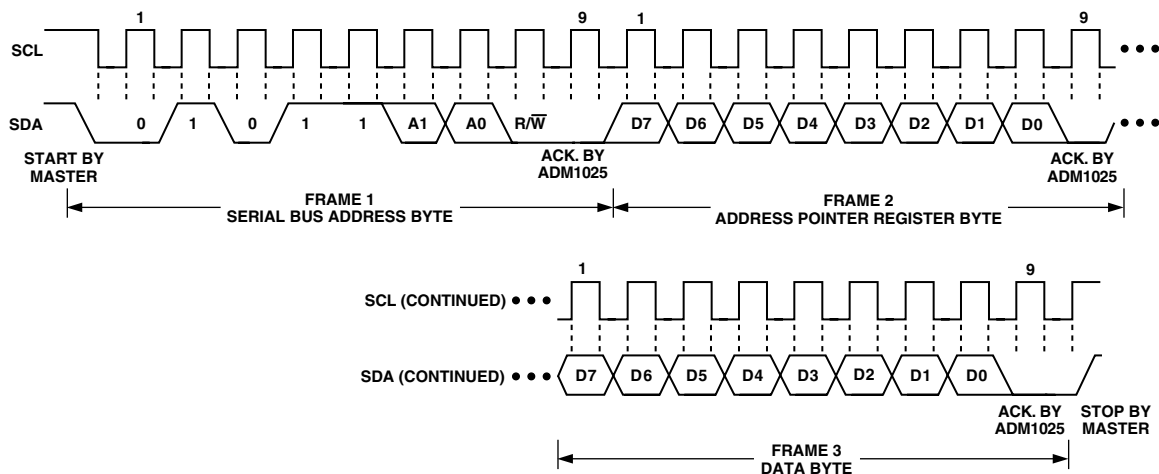 1 9 1 9
SCL
SDA 0 1 0 1 1 A1 A0 R/W̅ D7 D6 D5 D4 D3 D2 D1 D0
START BY
MASTER
ACK. BY
ADM1025
ACK. BY
ADM1025
FRAME 1
SERIAL BUS ADDRESS BYTE
FRAME 2
ADDRESS POINTER REGISTER BYTE
1 9
SCL (CONTINUED)
SDA (CONTINUED) D7 D6 D5 D4 D3 D2 D1 D0
ACK. BY
ADM1025
STOP BY
MASTER
FRAME 3
DATA BYTE